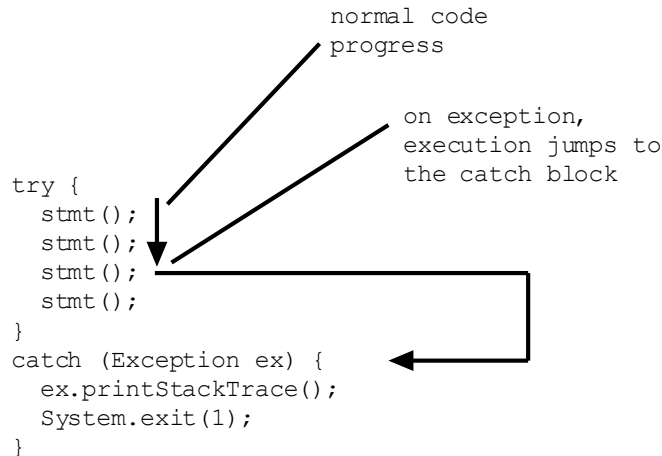 normal code
progress
on exception,
execution jumps to
the catch block
try {
  stmt();
  stmt();
  stmt();
  stmt();
}
catch (Exception ex) {
  ex.printStackTrace();
  System.exit(1);
}